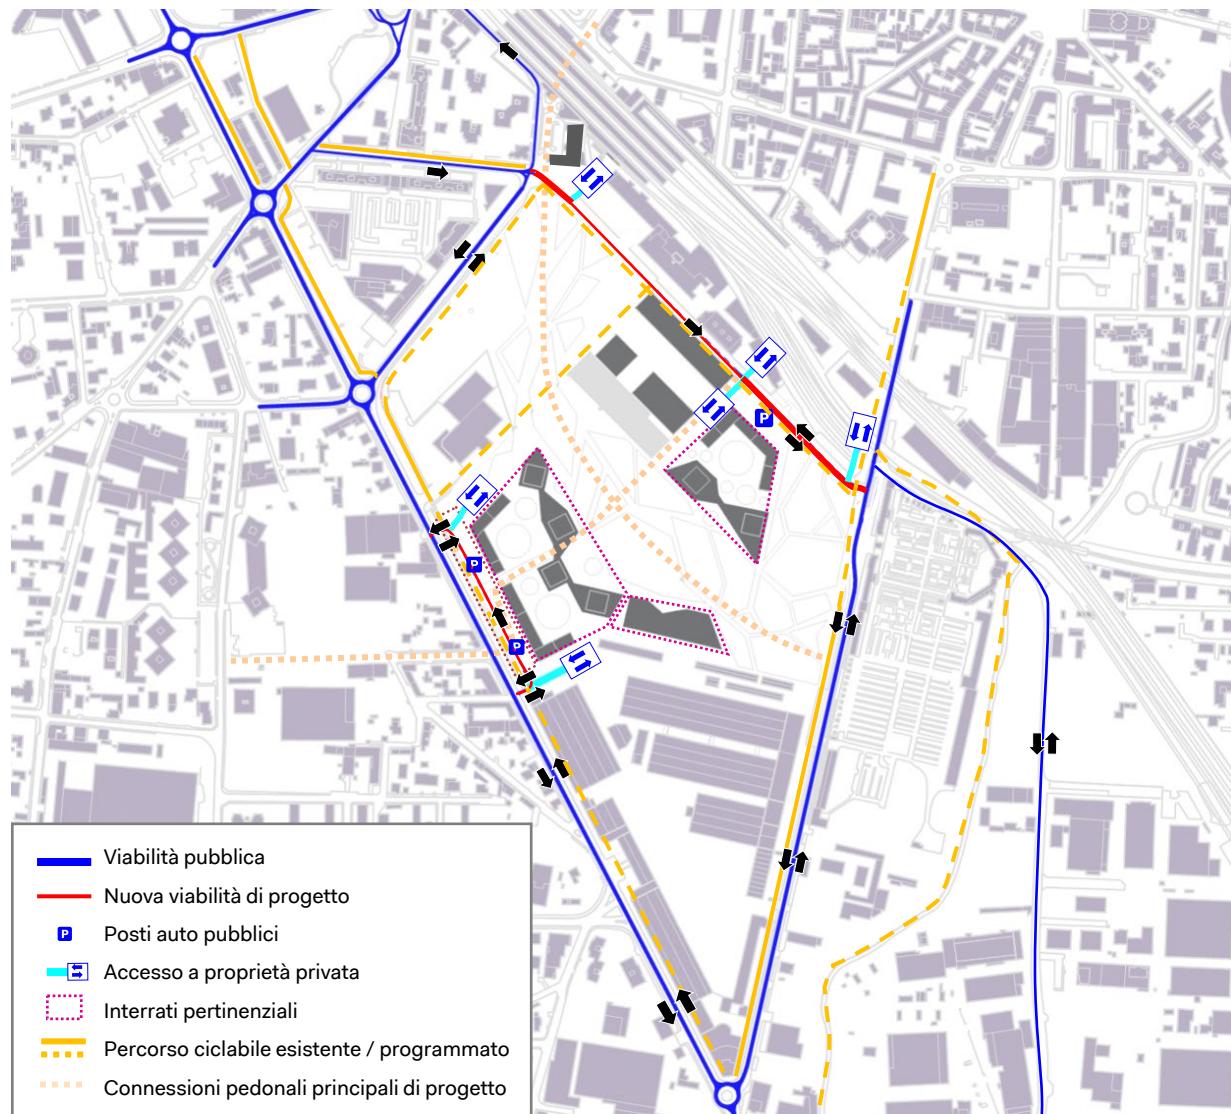 P
P
P
Viabilità pubblica
Nuova viabilità di progetto
P Posti auto pubblici
Accesso a proprietà privata
Interrati pertinenziali
Percorso ciclabile esistente / programmato
Connessioni pedonali principali di progetto